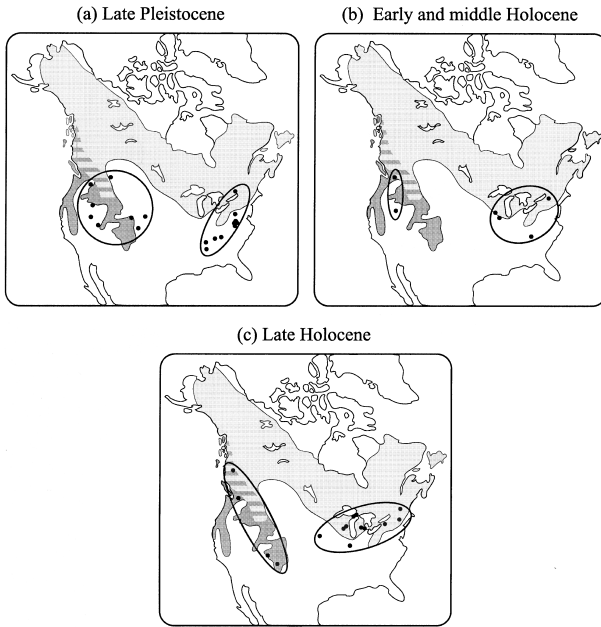 (a) Late Pleistocene
(b) Early and middle Holocene
(c) Late Holocene